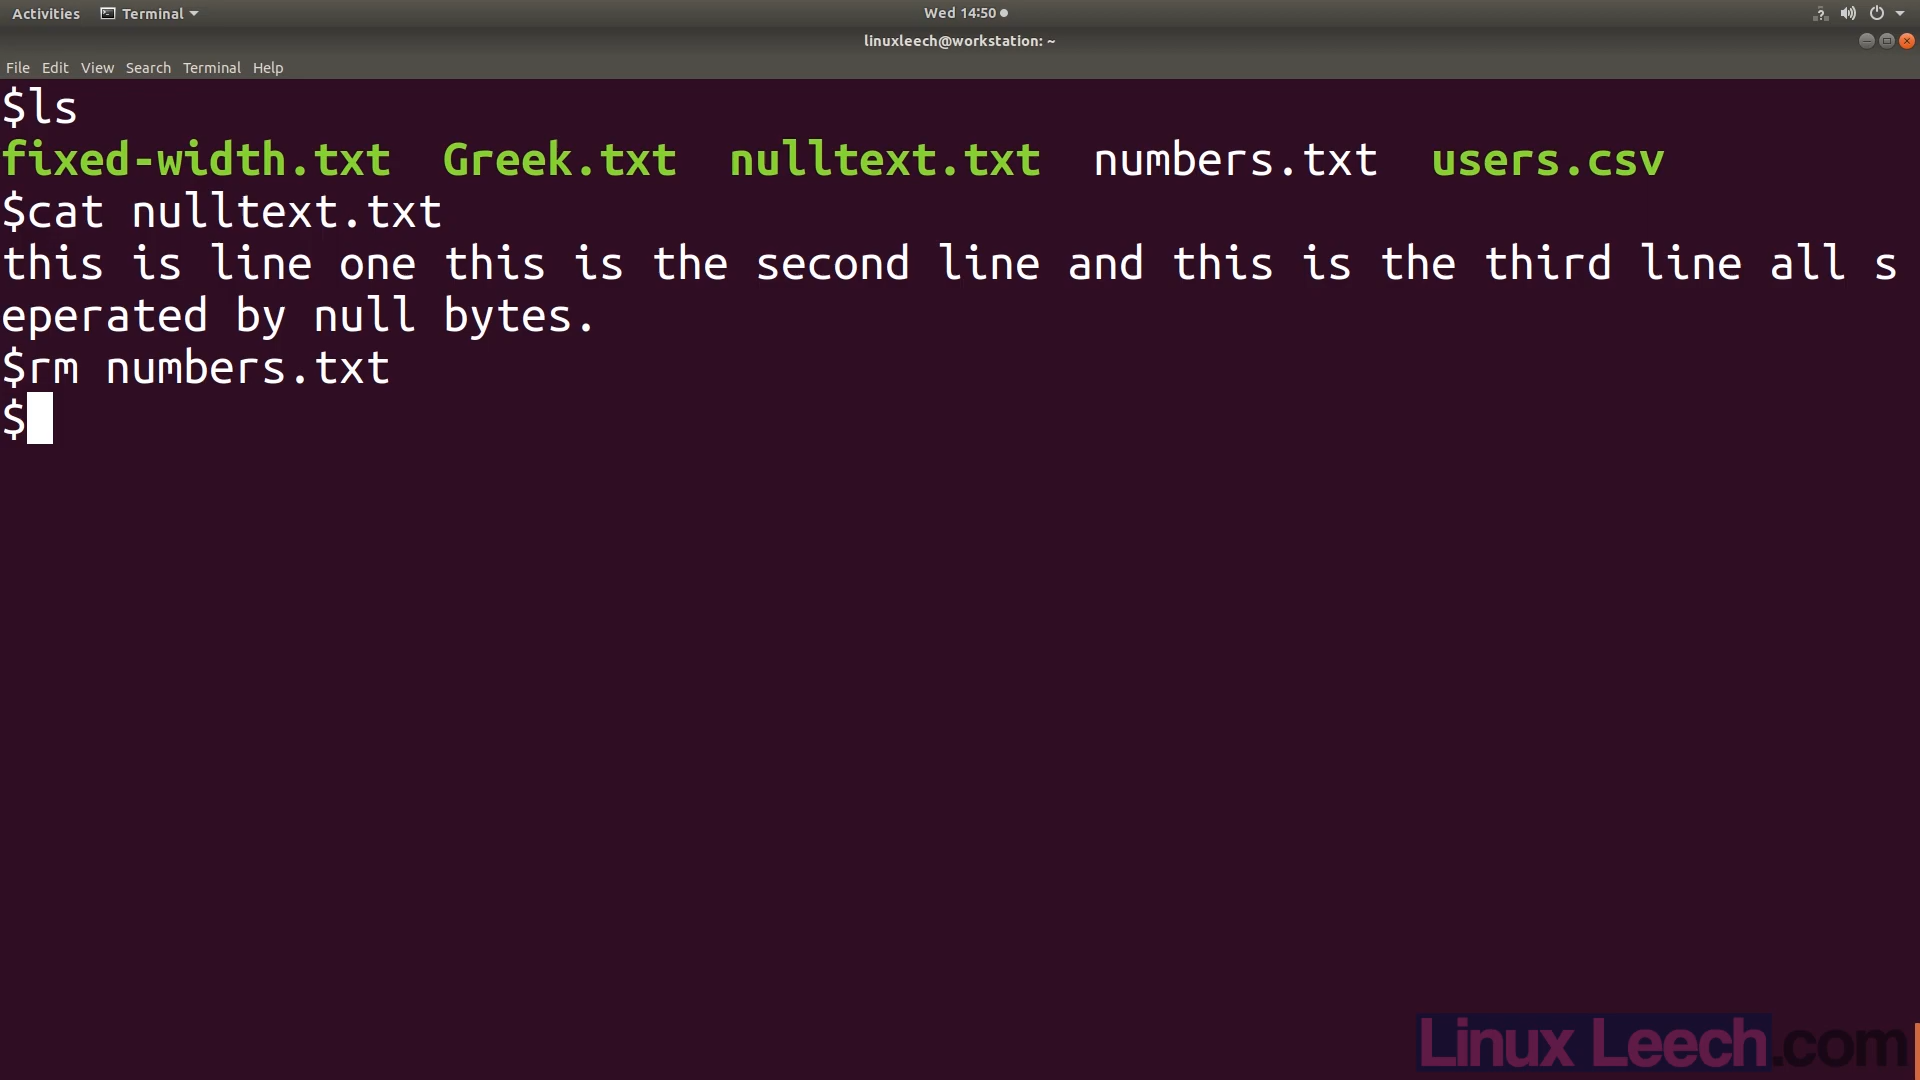 Activities Terminal Wed 14:50
linuxleech@workstation: ~
File Edit View Search Terminal Help
$ls
fixed-width.txt Greek.txt nulltext.txt numbers.txt users.csv
$cat nulltext.txt
this is line one this is the second line and this is the third line all s
eperated by null bytes.
$rm numbers.txt
$
Linux Leech.com